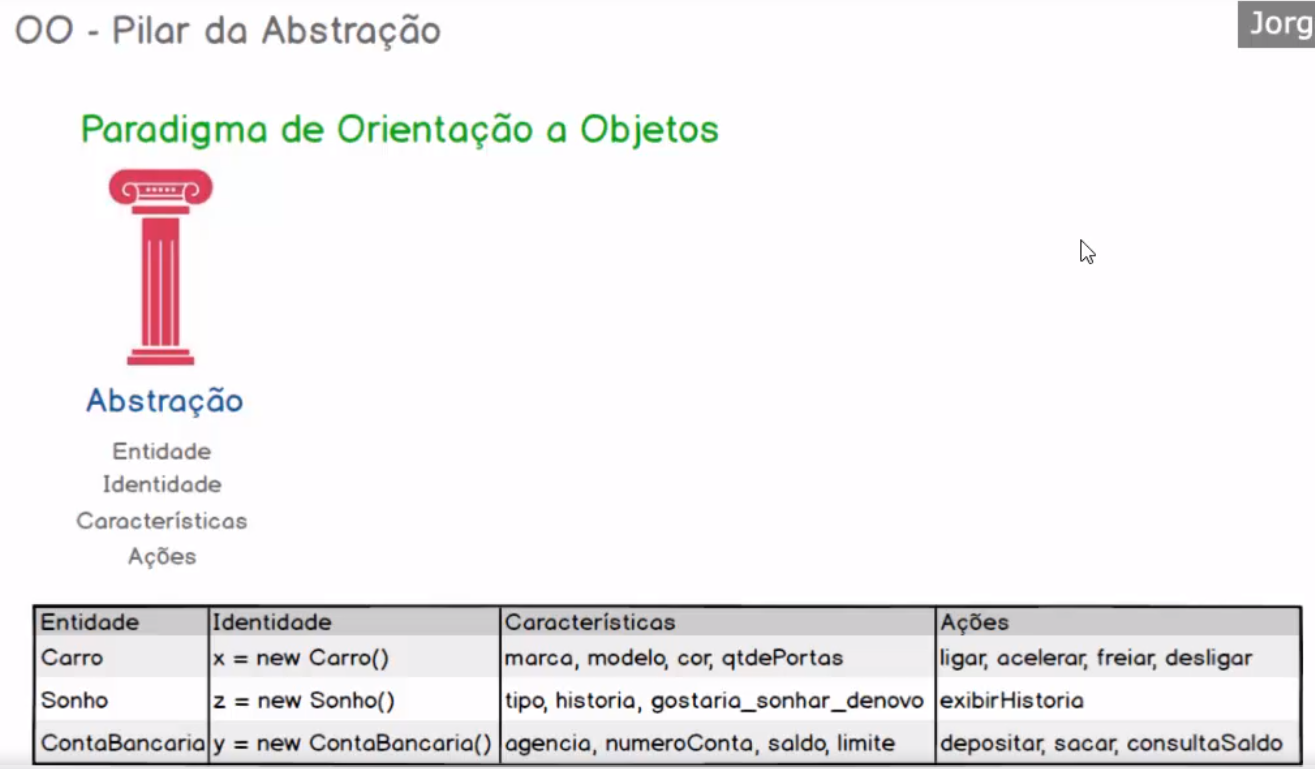 OO - Pilar da Abstração
Jorg
Paradigma de Orientação a Objetos
Abstração
Entidade
Identidade
Características
Ações
Entidade Identidade Características Ações
Carro x = new Carro() marca, modelo, cor, qtdePortas ligar, acelerar, freiar, desligar
Sonho z = new Sonho() tipo, historia, gostaria_sonhar_denovo exibirHistoria
ContaBancaria y = new ContaBancaria() agencia, numeroConta, saldo, limite depositar, sacar, consultaSaldo